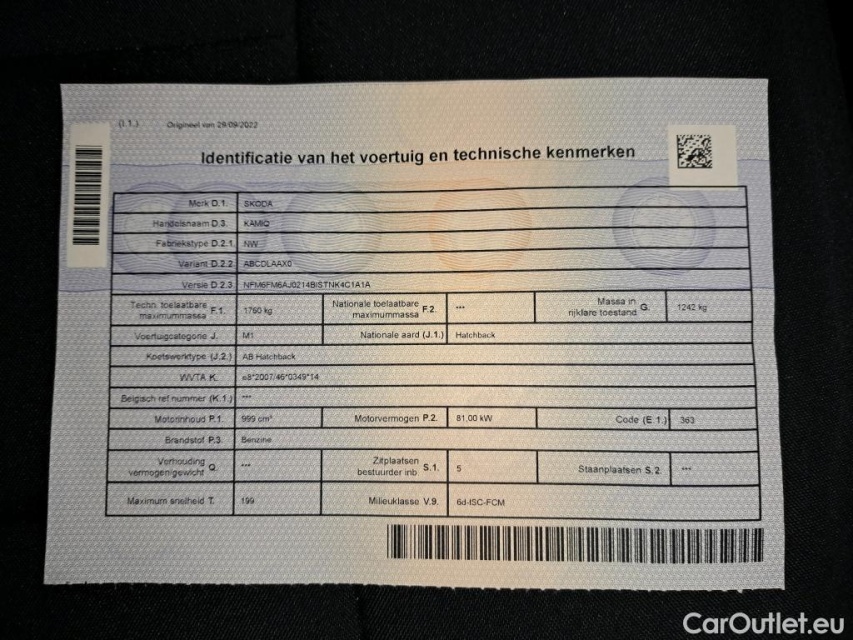 (I.1.) Origineel van 29/09/2022
Identificatie van het voertuig en technische kenmerken
Merk D.1. SKODA
Handelsnaam D.3. KAMIQ
Fabriekstype D.2.1. NW
Variant D.2.2. ABCDLAAX0
Versie D.2.3. NFM6FM6AJ0214BISTNK4C1A1A
Techn. toelaatbare maximummassa F.1. 1760 kg Nationale toelaatbare maximummassa F.2. *** Massa in rijklare toestand G. 1242 kg
Voertuigcategorie J. M1 Nationale aard (J.1.) Hatchback
Koetswerktype (J.2.) AB Hatchback
WVTA K. e8*2007/46*0349*14
Belgisch ref nummer (K.1.) ***
Motorinhoud P.1. 999 cm³ Motorvermogen P.2. 81,00 kW Code (E.1.) 363
Brandstof P.3. Benzine
Verhouding vermogen/gewicht Q. *** Zitplaatsen bestuurder inb. S.1. 5 Staanplaatsen S.2. ***
Maximum snelheid T. 199 Milieuklasse V.9. 6d-ISC-FCM
CarOutlet.eu